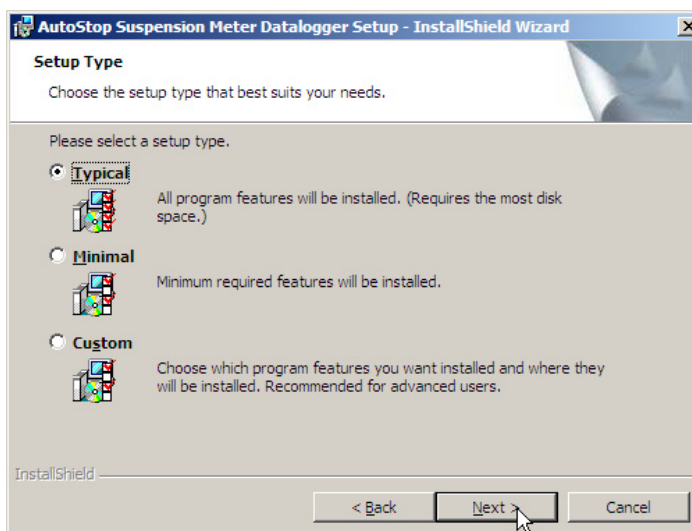 AutoStop Suspension Meter Datalogger Setup - InstallShield Wizard
Setup Type
Choose the setup type that best suits your needs.
Please select a setup type.
Typical
All program features will be installed. (Requires the most disk
space.)
Minimal
Minimum required features will be installed.
Custom
Choose which program features you want installed and where they
will be installed. Recommended for advanced users.
InstallShield
< Back
Next >
Cancel